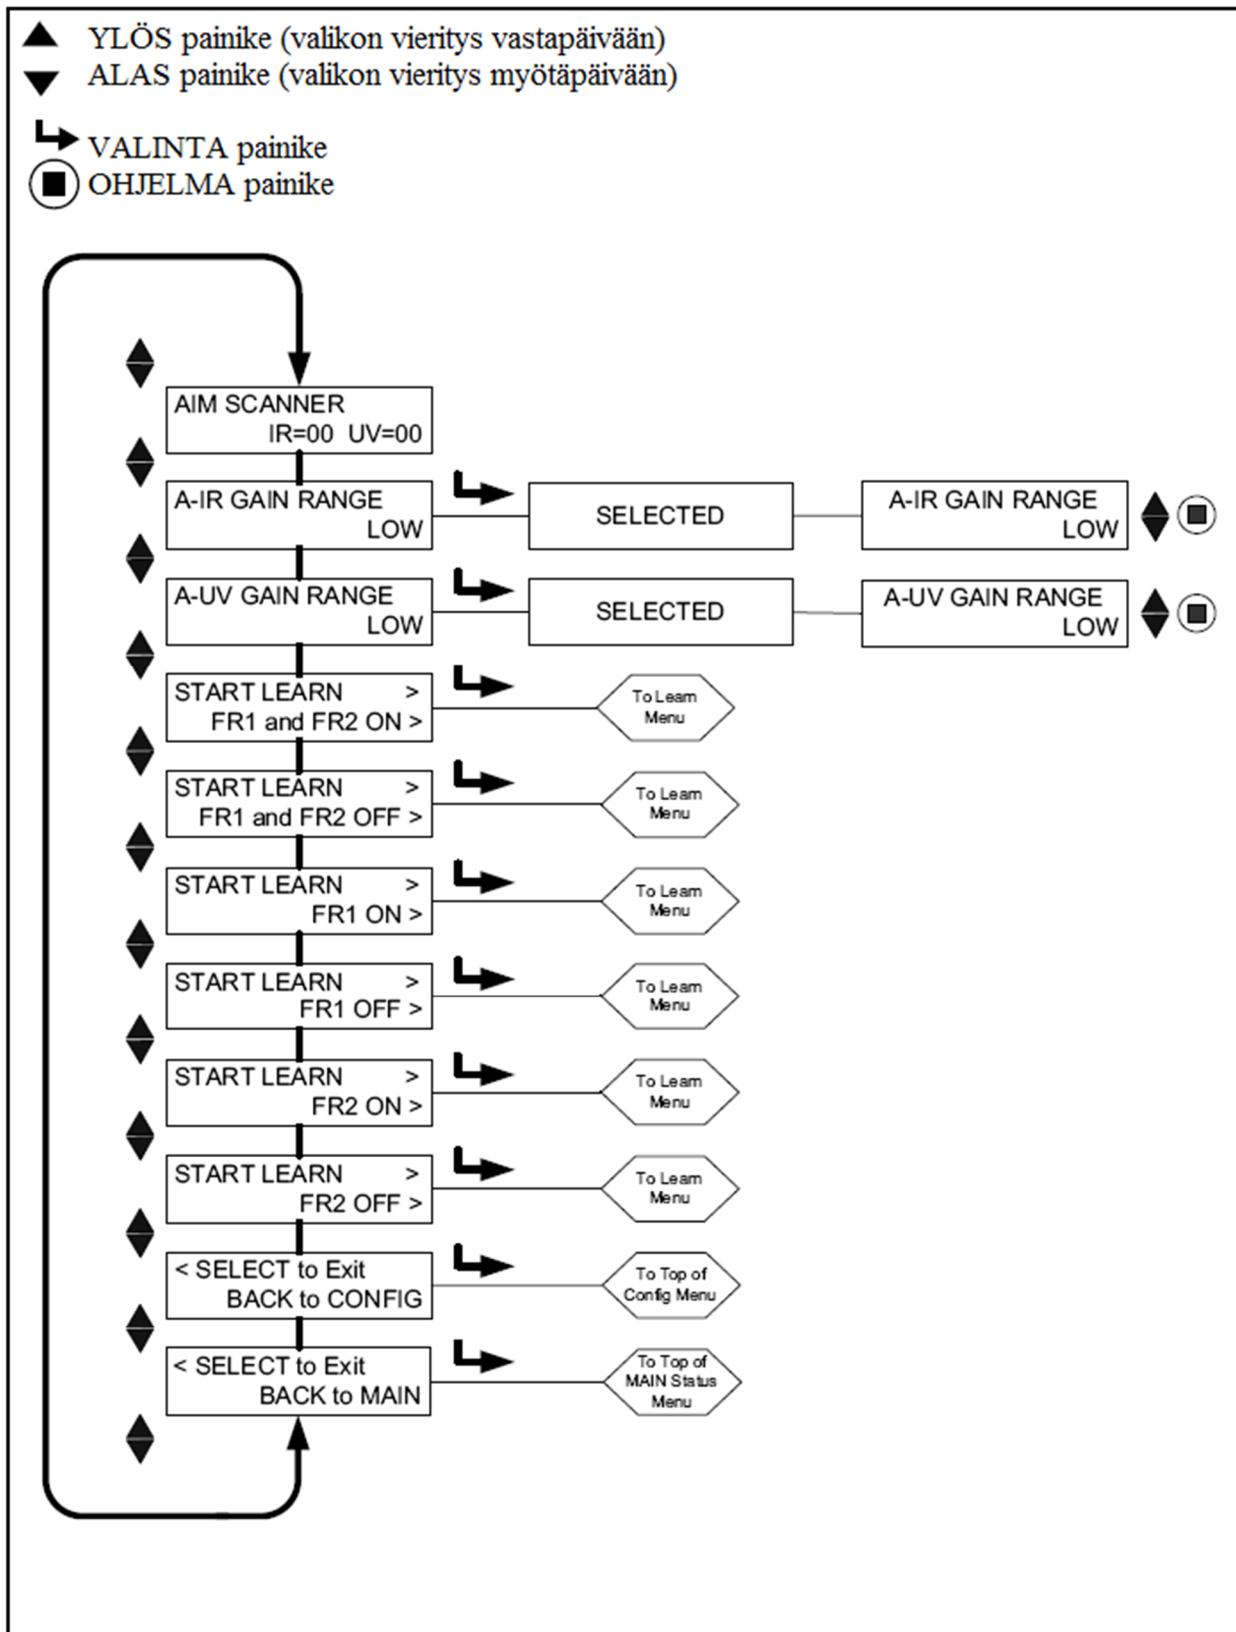 YLÖS painike (valikon vieritys vastapäivään)
ALAS painike (valikon vieritys myötäpäivään)
VALINTA painike
OHJELMA painike
AIM SCANNER
IR=00 UV=00
A-IR GAIN RANGE
LOW
SELECTED
A-IR GAIN RANGE
LOW
A-UV GAIN RANGE
LOW
SELECTED
A-UV GAIN RANGE
LOW
START LEARN >
FR1 and FR2 ON >
To Learn
Menu
START LEARN >
FR1 and FR2 OFF >
To Learn
Menu
START LEARN >
FR1 ON >
To Learn
Menu
START LEARN >
FR1 OFF >
To Learn
Menu
START LEARN >
FR2 ON >
To Learn
Menu
START LEARN >
FR2 OFF >
To Learn
Menu
< SELECT to Exit
BACK to CONFIG
To Top of
Config Menu
< SELECT to Exit
BACK to MAIN
To Top of
MAIN Status
Menu